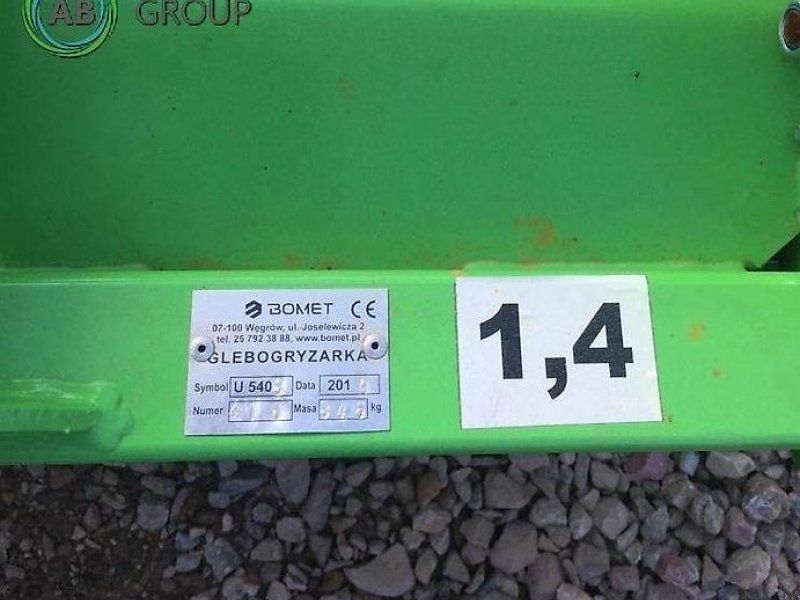 AB GROUP
BOMET CE
07-100 Węgrów, ul. Joselewicza 2
tel. 25 792 38 88, www.bomet.pl
GLEBOGRYZARKA
Symbol U 540 Data 201
Numer Masa kg
1,4